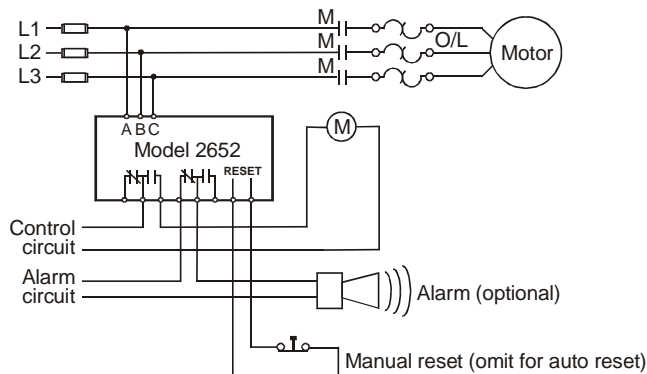 M
L1
M
O/L
Motor
L2
M
L3
A B C
Model 2652
M
RESET
Control
circuit
Alarm
circuit
Alarm (optional)
Manual reset (omit for auto reset)